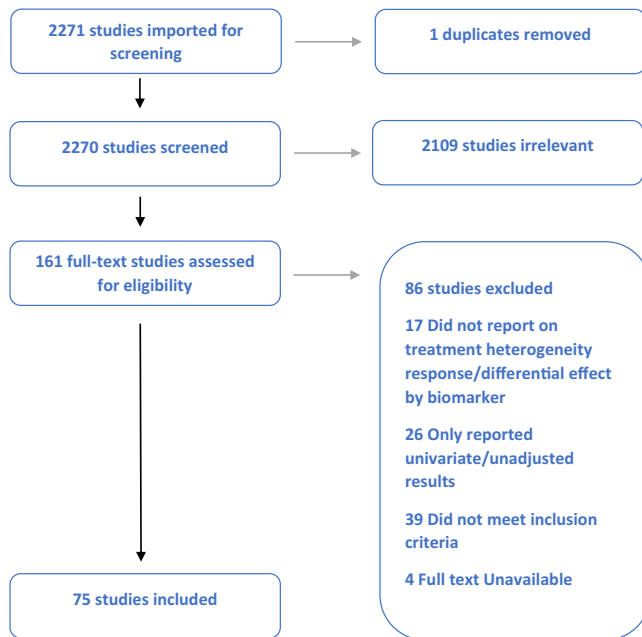 2271 studies imported for
screening
1 duplicates removed
2270 studies screened
2109 studies irrelevant
161 full-text studies assessed
for eligibility
86 studies excluded
17 Did not report on
treatment heterogeneity
response/differential effect
by biomarker
26 Only reported
univariate/unadjusted
results
39 Did not meet inclusion
criteria
4 Full text Unavailable
75 studies included